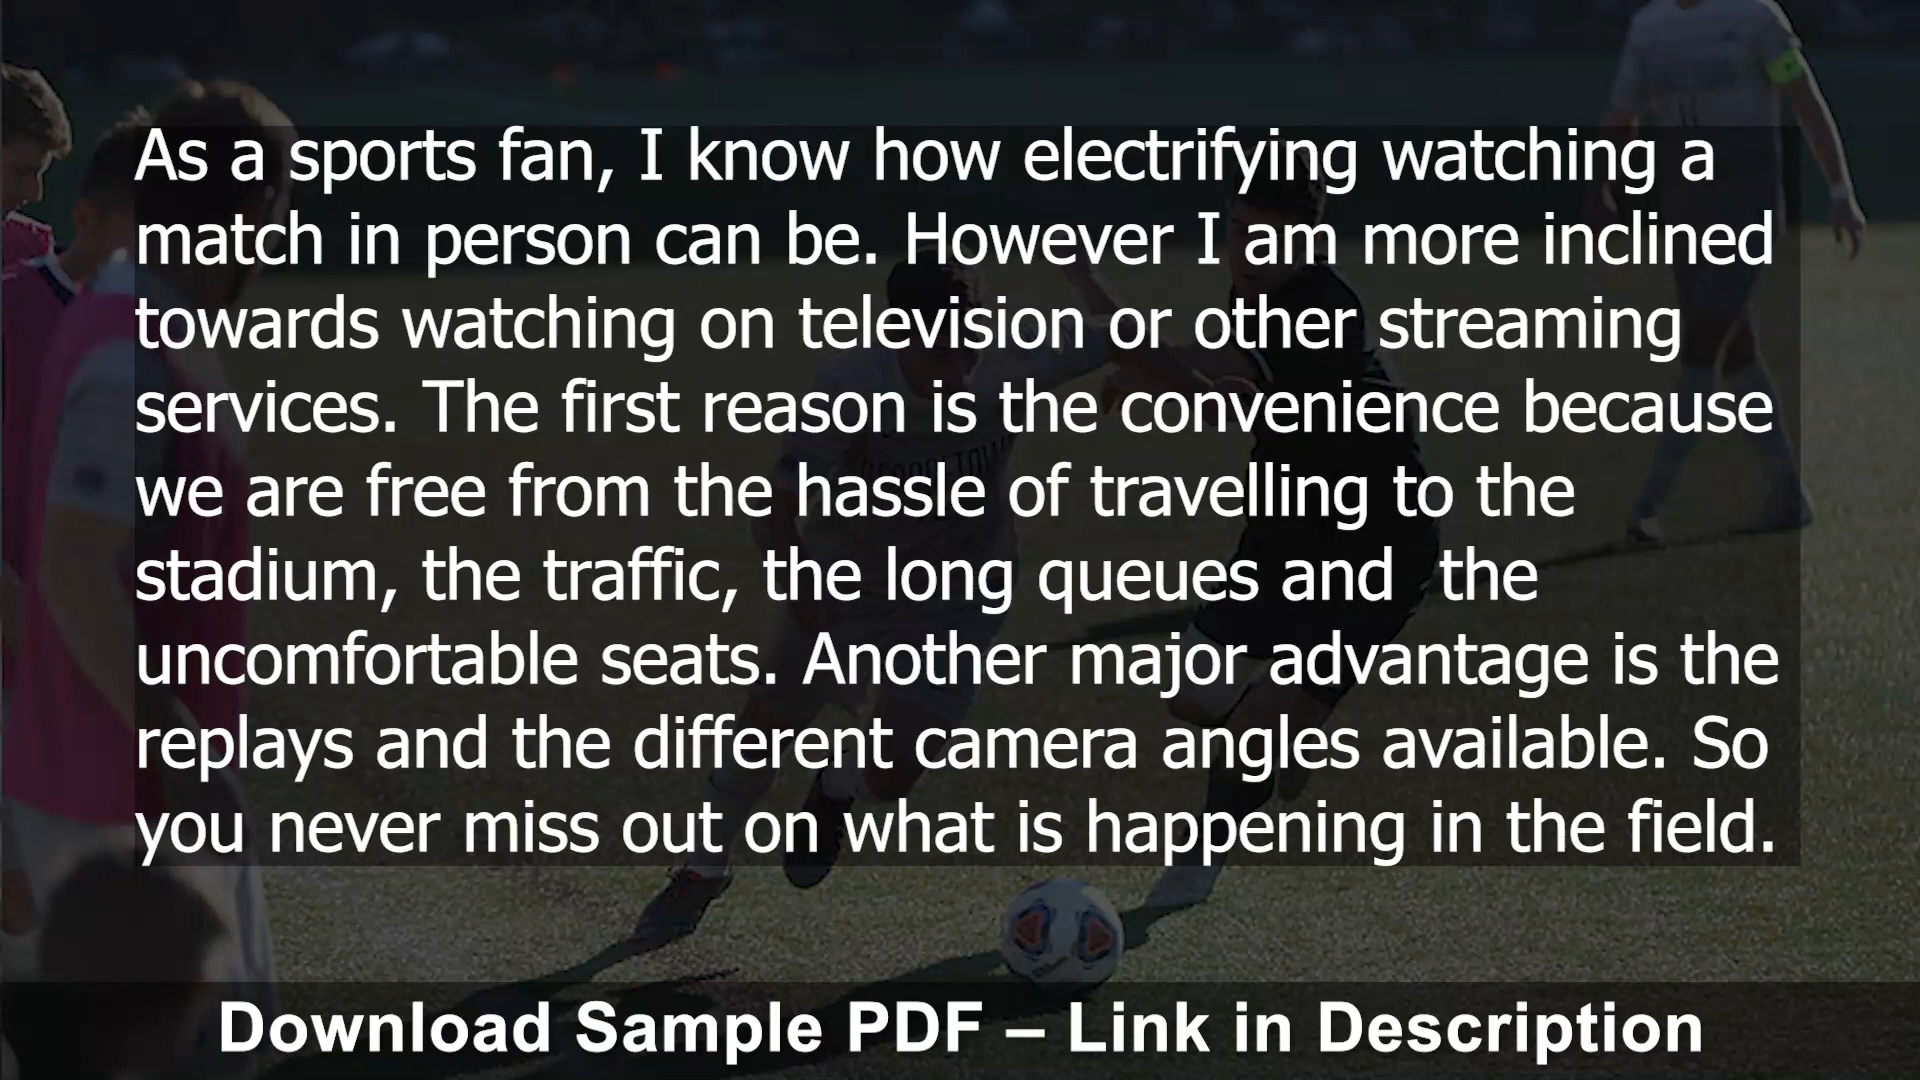 As a sports fan, I know how electrifying watching a
match in person can be. However I am more inclined
towards watching on television or other streaming
services. The first reason is the convenience because
we are free from the hassle of travelling to the
stadium, the traffic, the long queues and  the
uncomfortable seats. Another major advantage is the
replays and the different camera angles available. So
you never miss out on what is happening in the field.
Download Sample PDF – Link in Description